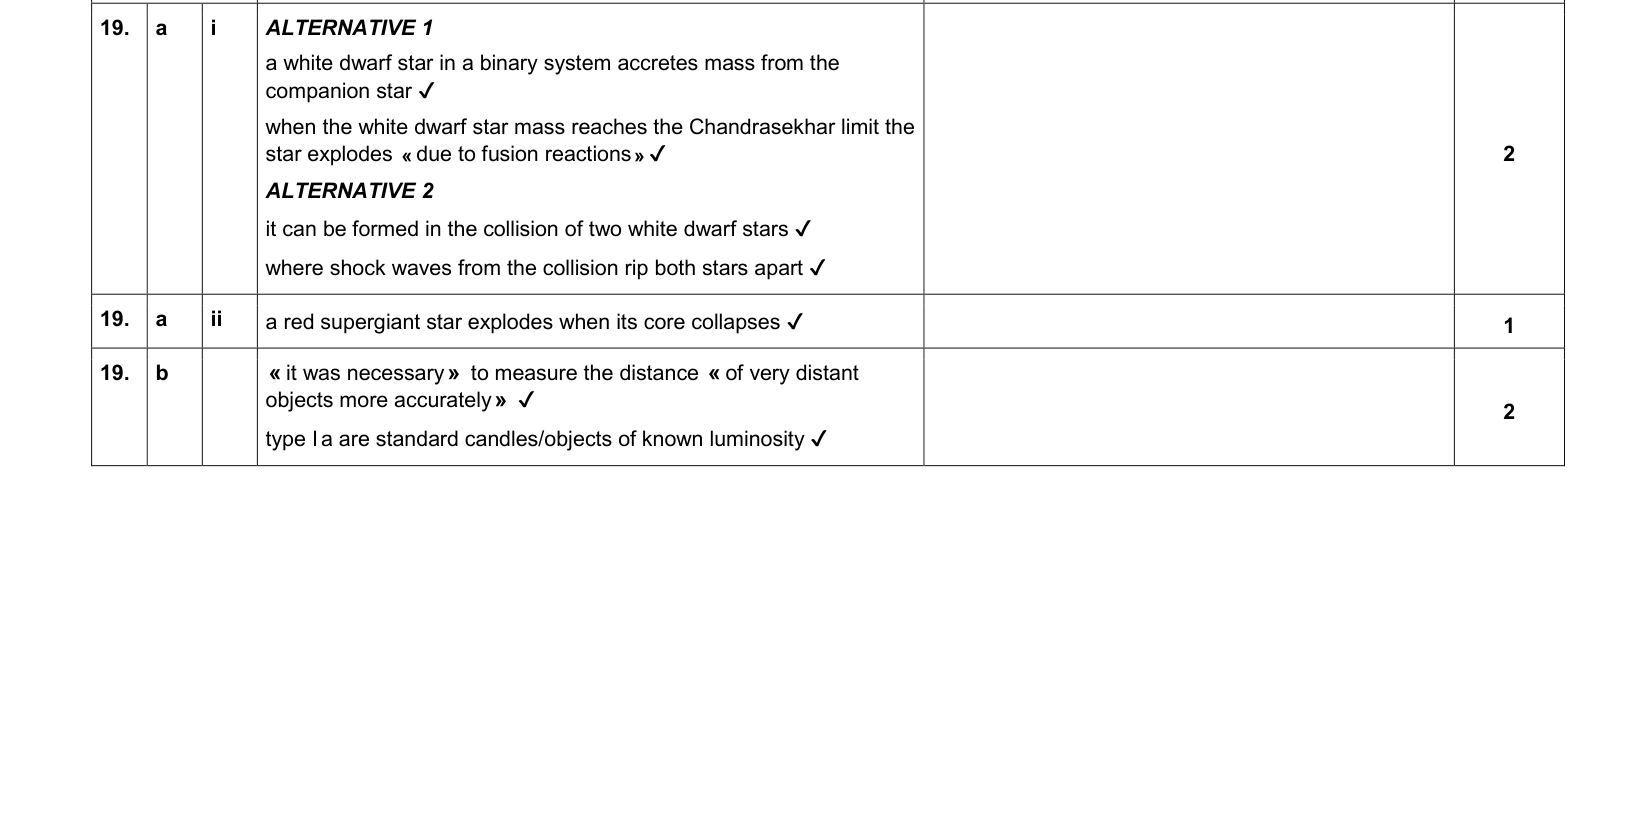 19. a i ALTERNATIVE 1
a white dwarf star in a binary system accretes mass from the
companion star ✓
when the white dwarf star mass reaches the Chandrasekhar limit the
star explodes «due to fusion reactions» ✓
2
ALTERNATIVE 2
it can be formed in the collision of two white dwarf stars ✓
where shock waves from the collision rip both stars apart ✓
19. a ii a red supergiant star explodes when its core collapses ✓ 1
19. b «it was necessary» to measure the distance «of very distant
objects more accurately» ✓
2
type Ia are standard candles/objects of known luminosity ✓